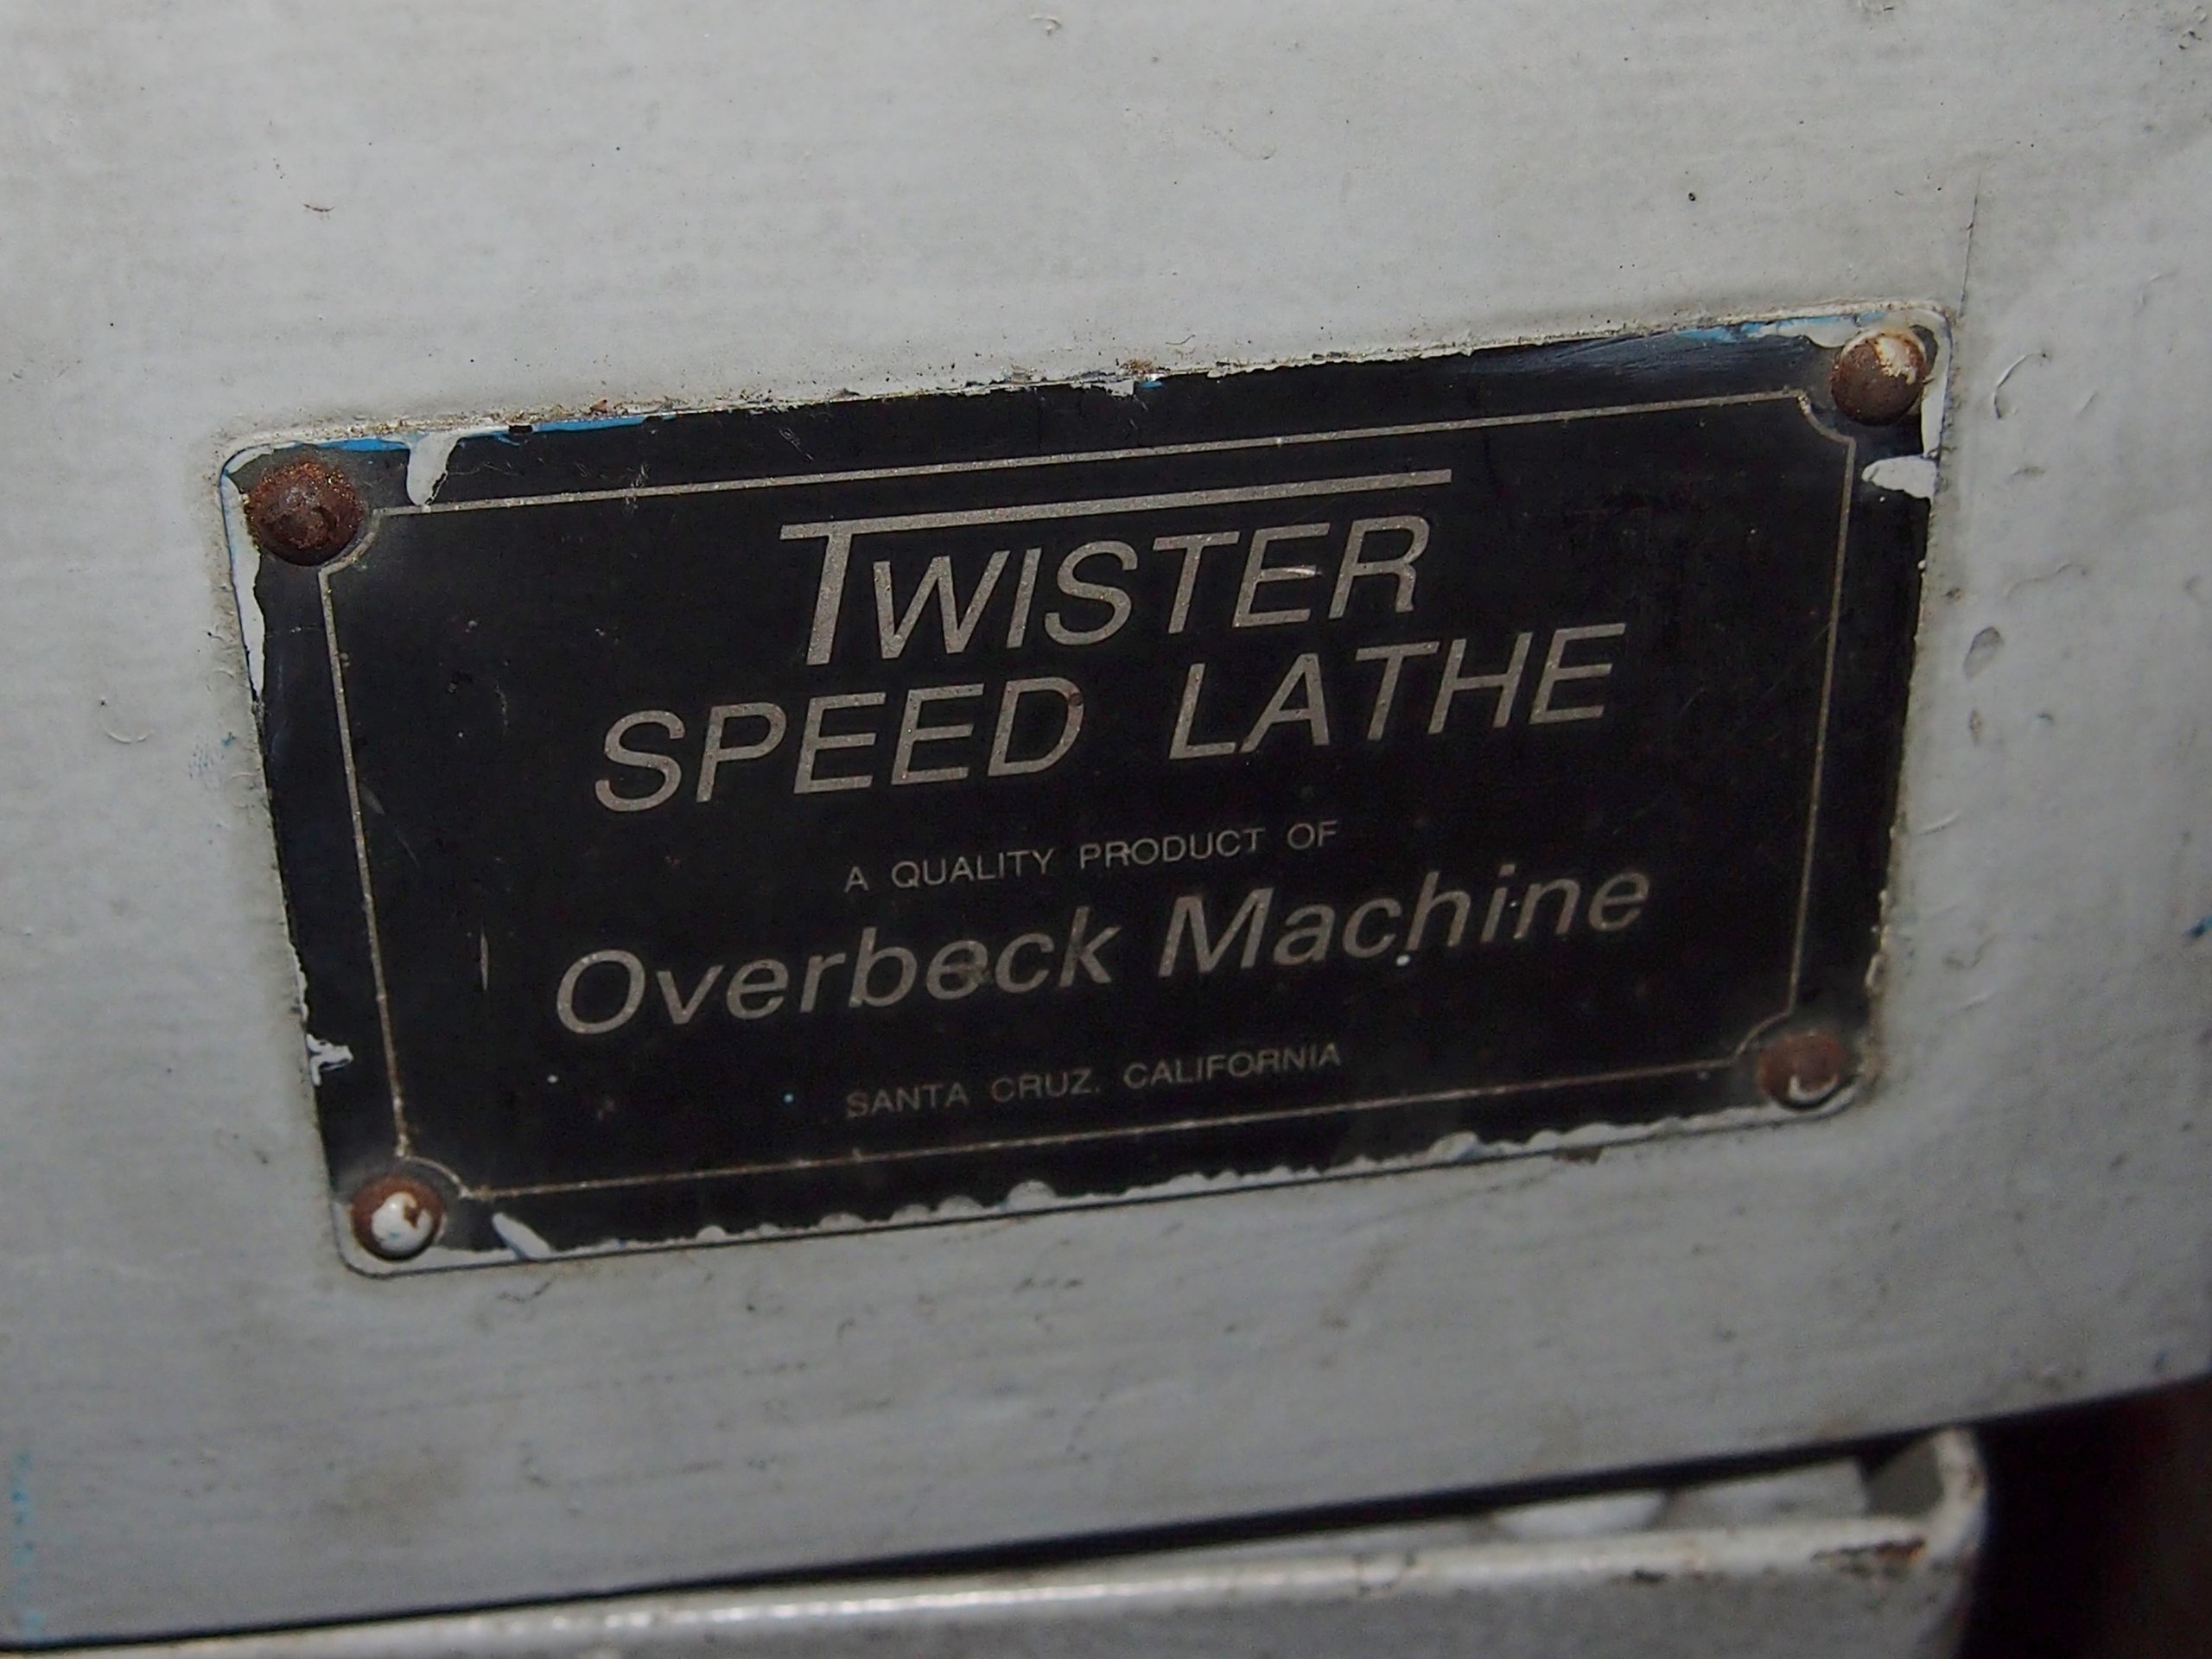 TWISTER
SPEED LATHE
A QUALITY PRODUCT OF
Overbeck Machine
SANTA CRUZ, CALIFORNIA